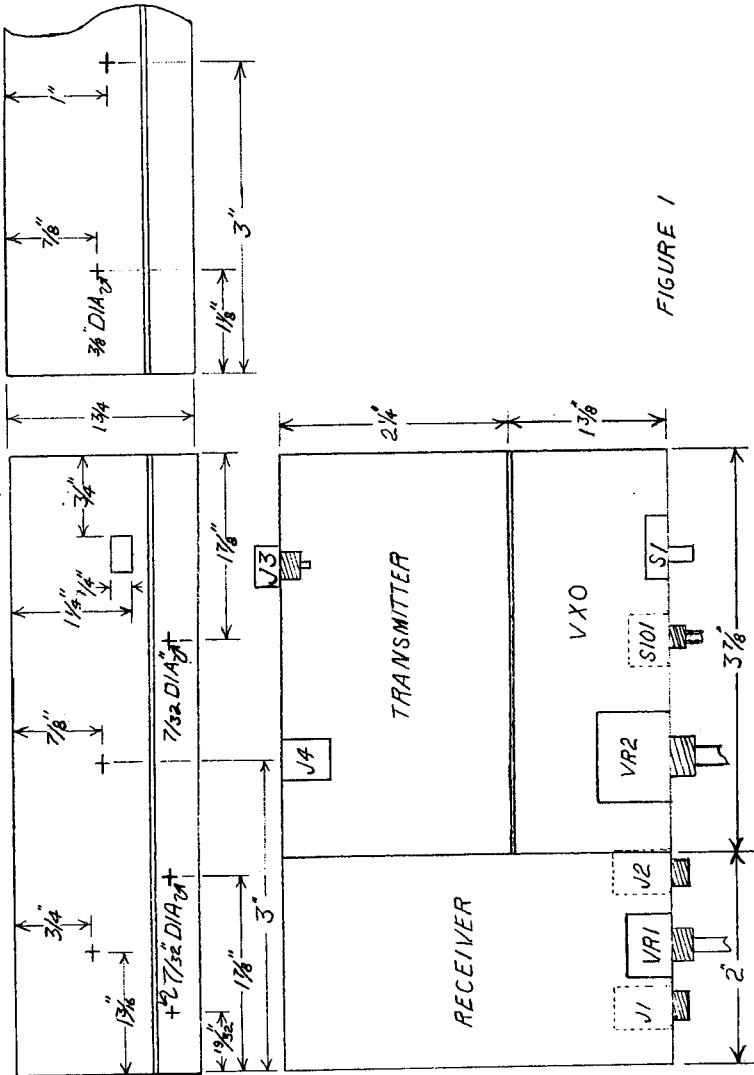 1"
7/8"
3/8" DIA
3"
1 1/8"
1 3/4
3/4"
1 1/4"
1/4"
7/8"
3/4"
1 3/16"
7/32 DIA"
7/32" DIA
1 7/8"
3"
1 7/8"
19/32"
J3
J4
2 1/4"
1 3/8"
TRANSMITTER
VXO
RECEIVER
S1
S101
VR2
J2
VR1
J1
3 7/8"
2"
FIGURE 1